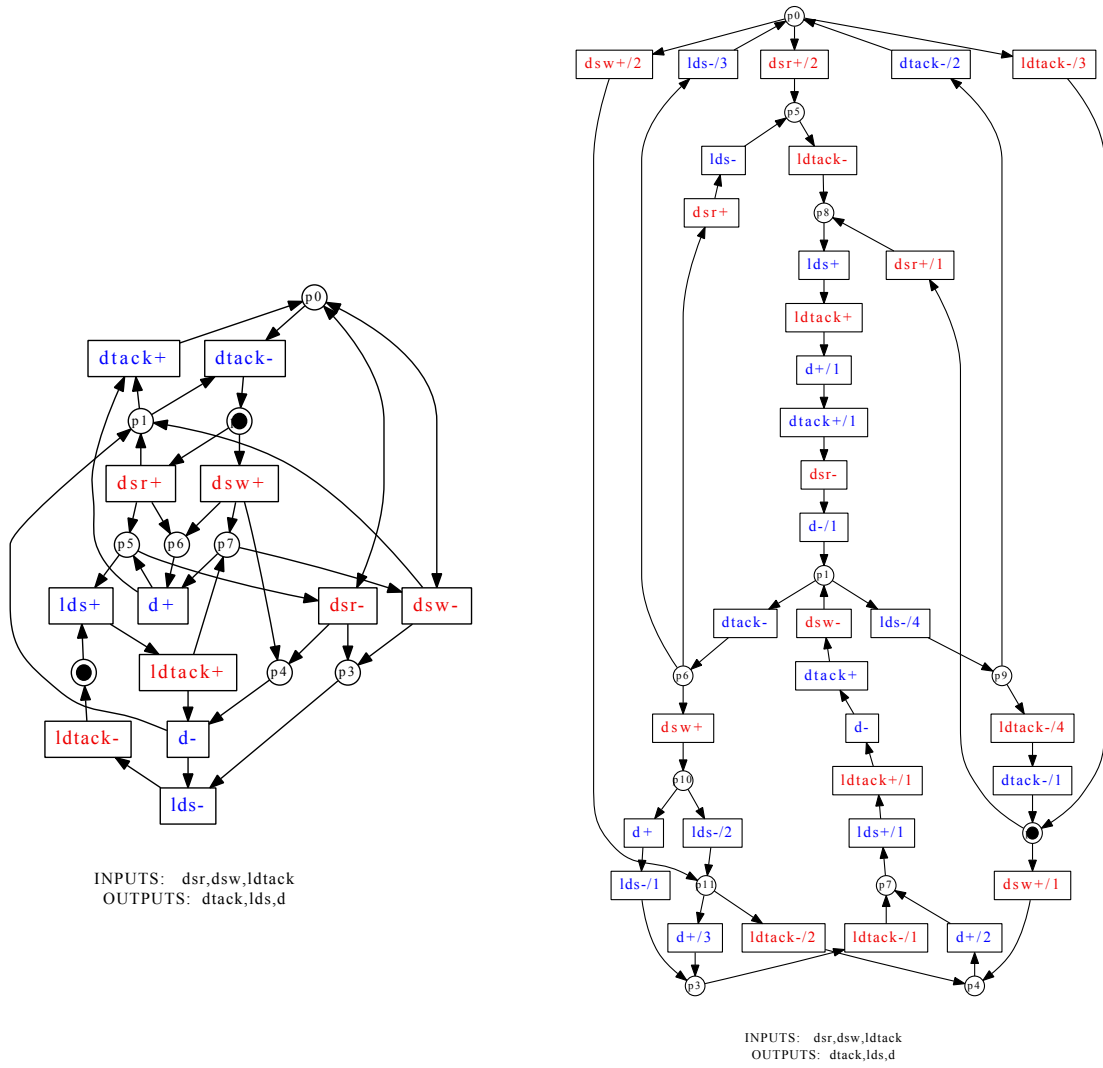 p0
dtack+ dtack-
p1
dsr+ dsw+
p5 p6 p7
lds+ d+ dsr- dsw-
ldtack+ p4 p3
ldtack- d-
lds-
INPUTS: dsr,dsw,ldtack
OUTPUTS: dtack,lds,d
p0
dsw+/2 lds-/3 dsr+/2 dtack-/2 ldtack-/3
p5
lds- ldtack-
dsr+ p8
lds+ dsr+/1
ldtack+
d+/1
dtack+/1
dsr-
d-/1
p1
dtack- dsw- lds-/4
p6 dtack+ p9
dsw+ d- ldtack-/4
p10 ldtack+/1 dtack-/1
d+ lds-/2 lds+/1
lds-/1 p11 p7 dsw+/1
d+/3 ldtack-/2 ldtack-/1 d+/2
p3 p4
INPUTS: dsr,dsw,ldtack
OUTPUTS: dtack,lds,d